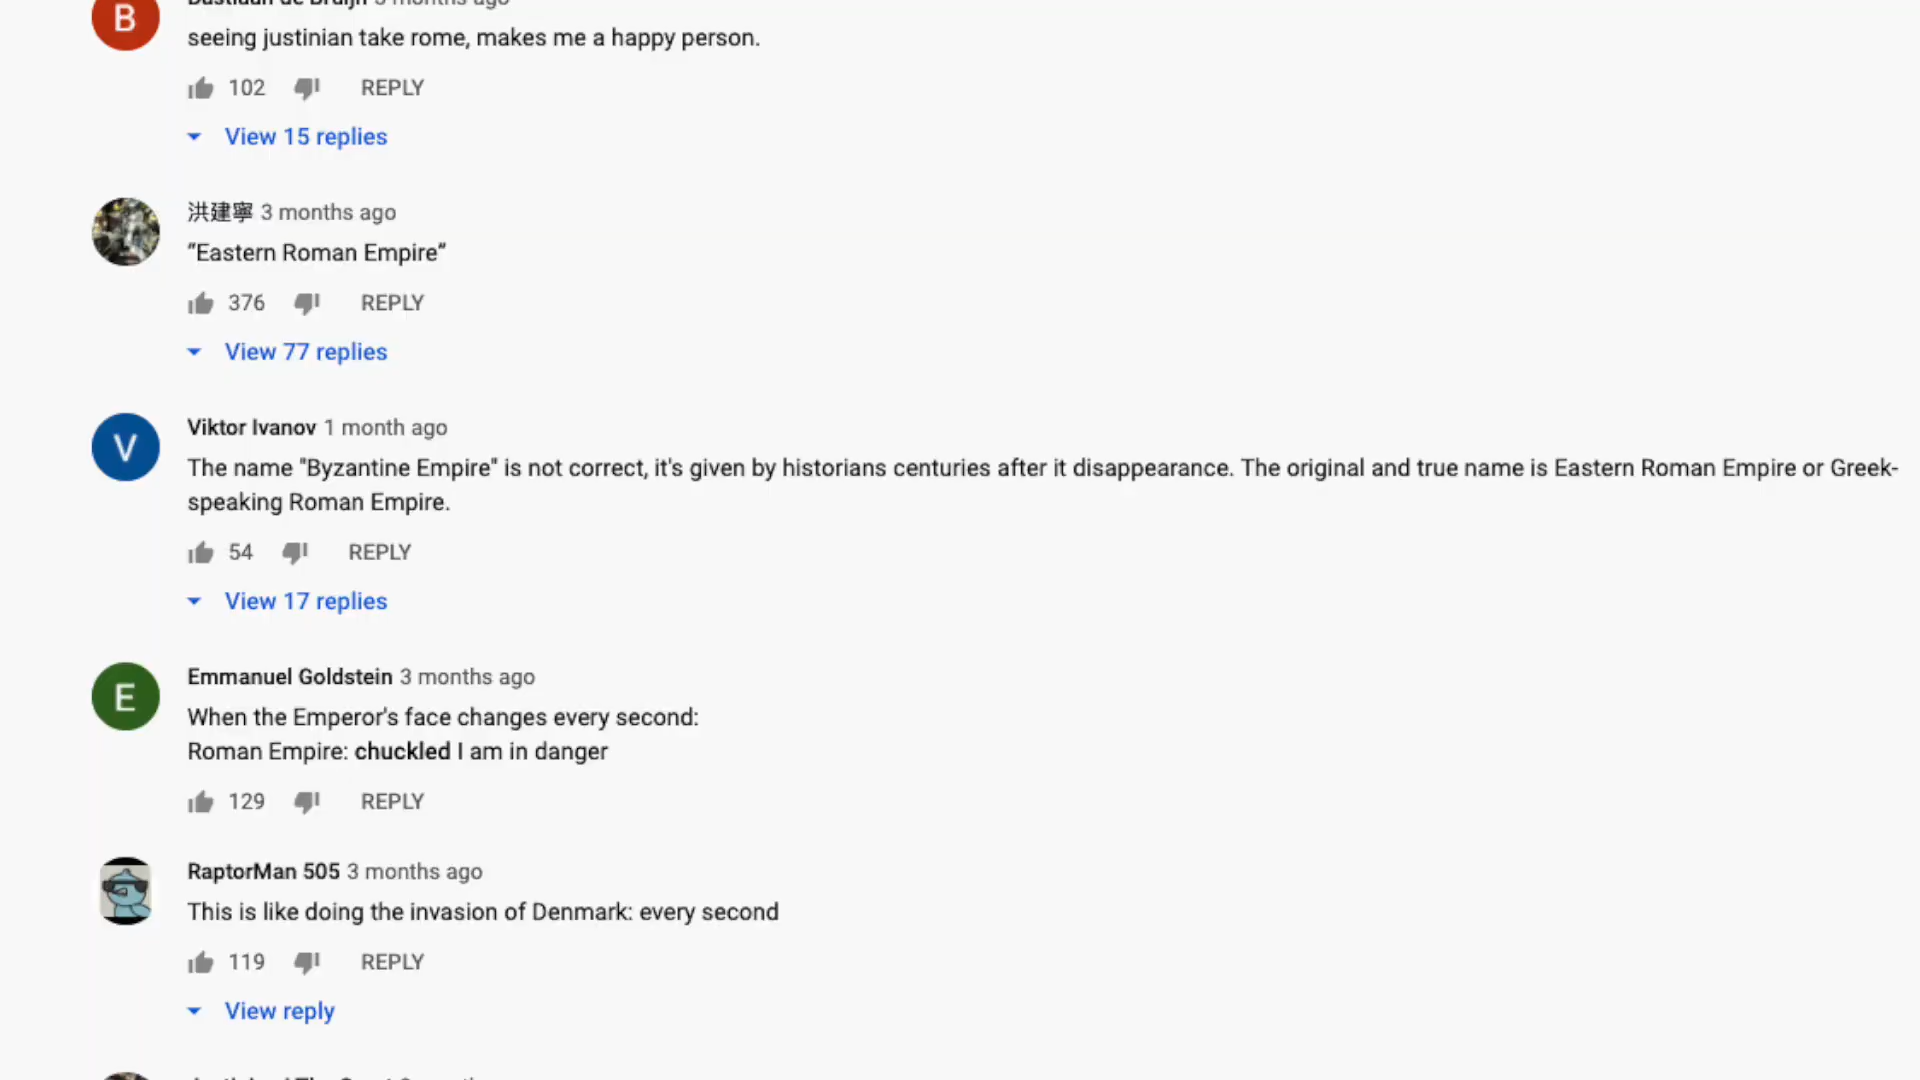 B
seeing justinian take rome, makes me a happy person.
102 REPLY
View 15 replies
洪建寧 3 months ago
“Eastern Roman Empire”
376 REPLY
View 77 replies
V
Viktor Ivanov 1 month ago
The name "Byzantine Empire" is not correct, it's given by historians centuries after it disappearance. The original and true name is Eastern Roman Empire or Greek-
speaking Roman Empire.
54 REPLY
View 17 replies
E
Emmanuel Goldstein 3 months ago
When the Emperor's face changes every second:
Roman Empire: chuckled I am in danger
129 REPLY
RaptorMan 505 3 months ago
This is like doing the invasion of Denmark: every second
119 REPLY
View reply